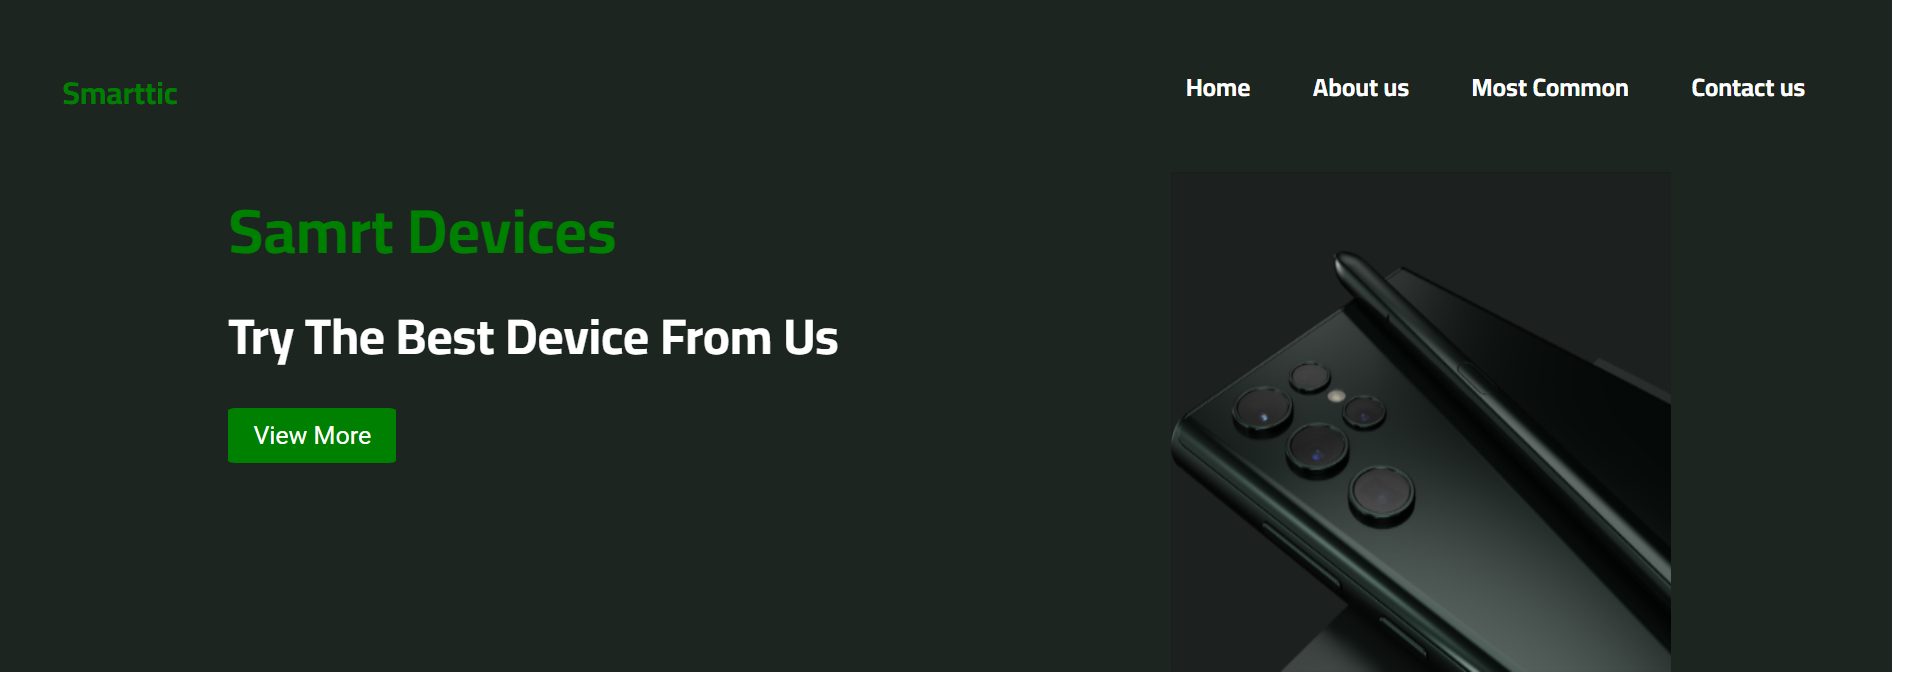 Smarttic
Home About us Most Common Contact us
Samrt Devices
Try The Best Device From Us
View More